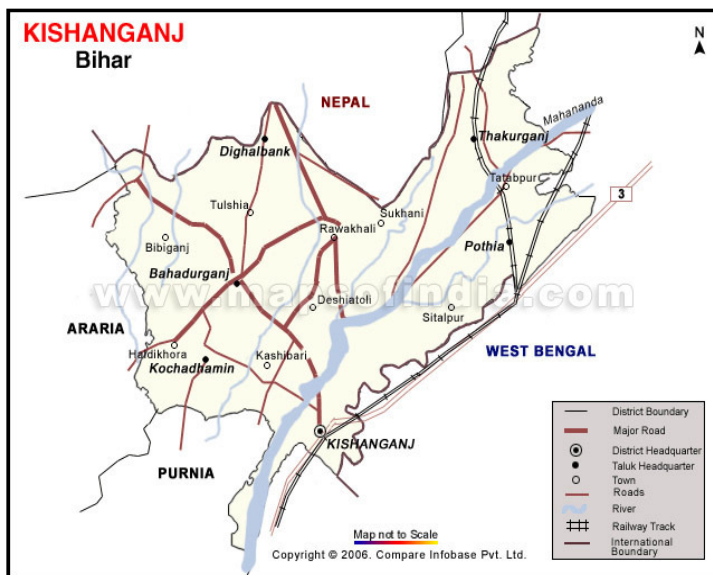 KISHANGANJ
Bihar
N
NEPAL
Mahananda
Thakurganj
Dighalbank
Tatabpur
3
Tulshia
Sukhani
Rawakhali
Bibiganj
Pothia
Bahadurganj
www.mapsofindia.com
Deshiatoli
Sitalpur
ARARIA
Haldikhora
WEST BENGAL
Kochadhamin
Kashibari
KISHANGANJ
PURNIA
District Boundary
Major Road
District Headquarter
Taluk Headquarter
Town
Roads
River
Railway Track
International
Boundary
Map not to Scale
Copyright © 2006. Compare Infobase Pvt. Ltd.